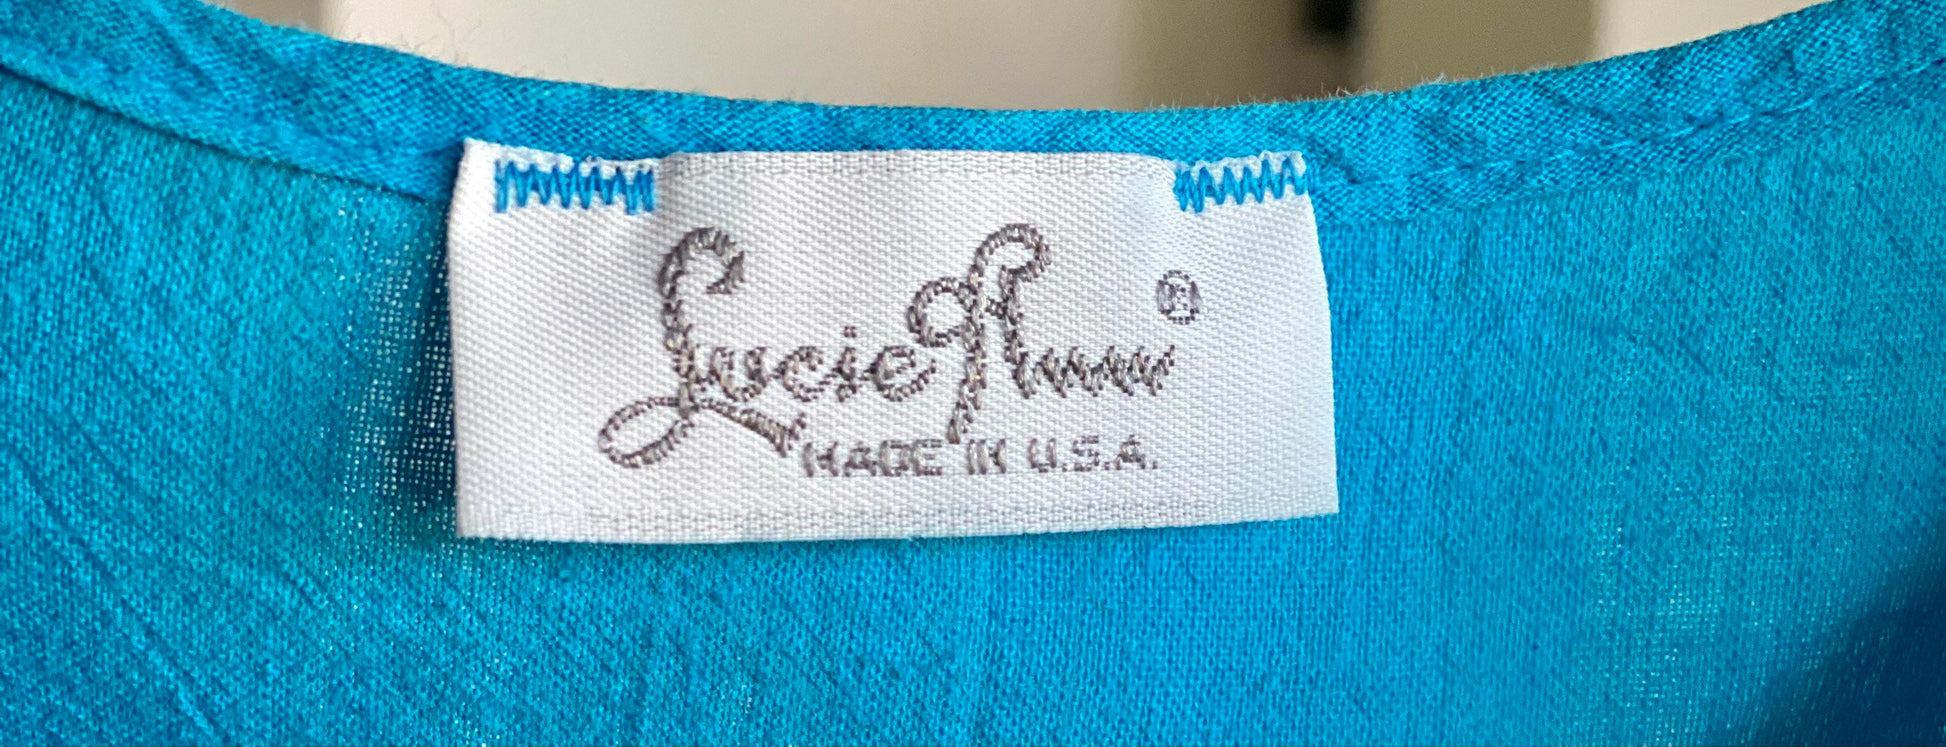 Lucie Ann ®
MADE IN U.S.A.